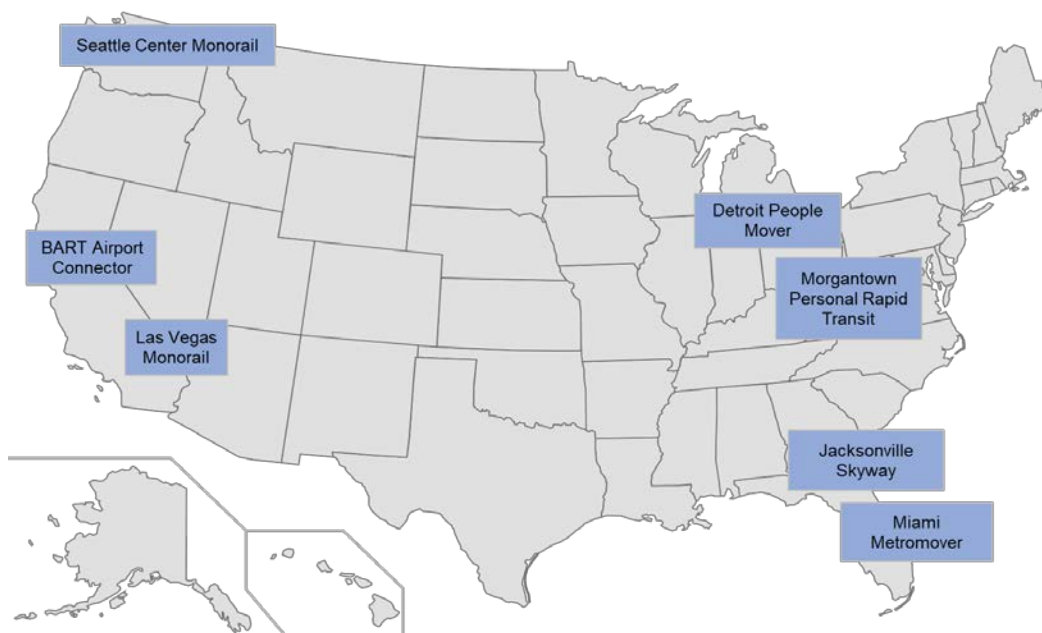 Seattle Center Monorail
Detroit People
Mover
BART Airport
Connector
Morgantown
Personal Rapid
Transit
Las Vegas
Monorail
Jacksonville
Skyway
Miami
Metromover